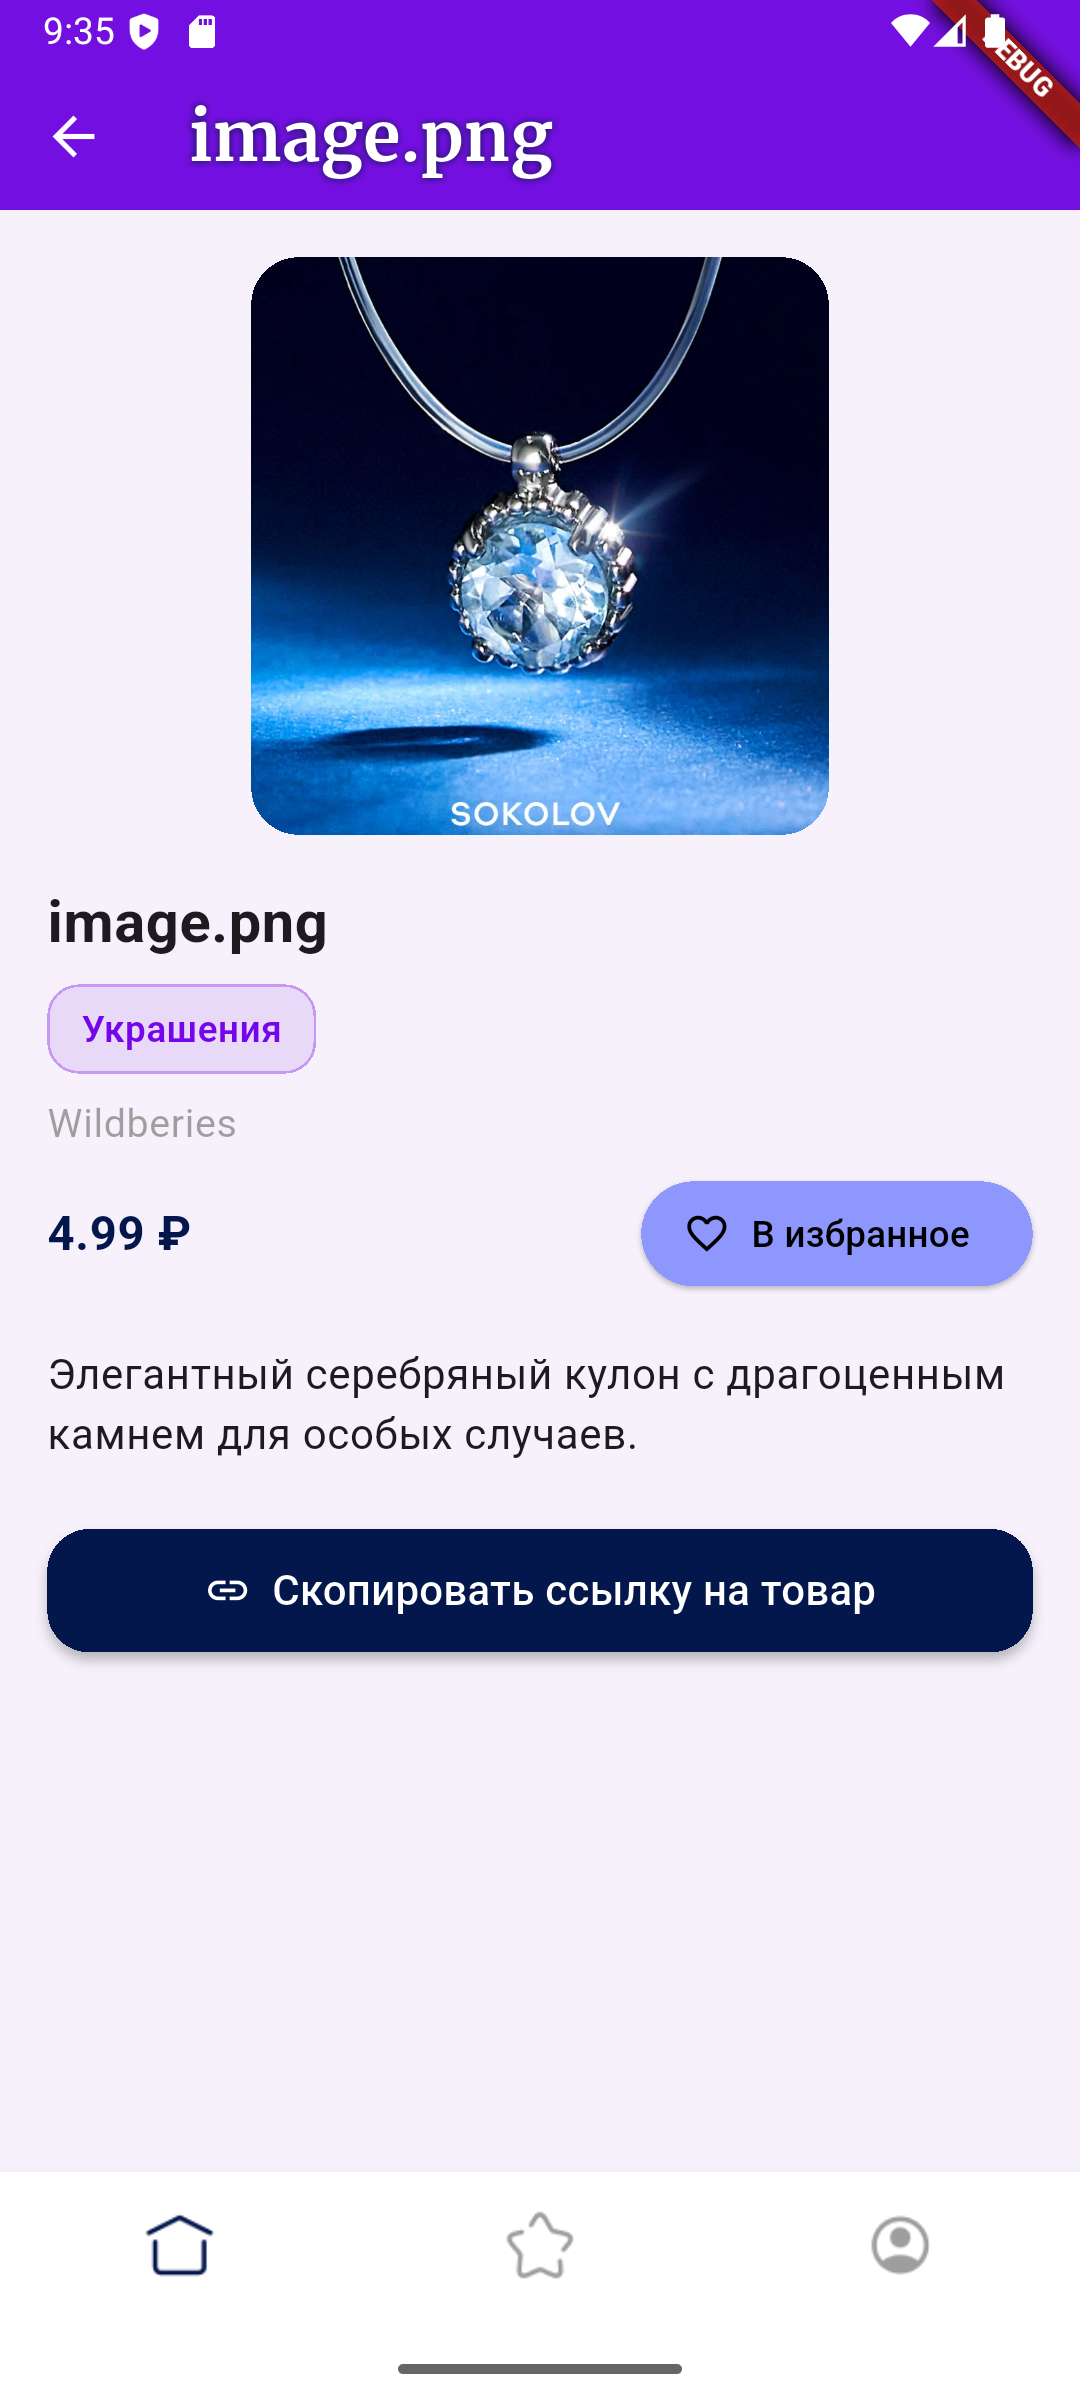 9:35
DEBUG
image.png
SOKOLOV
image.png
Украшения
Wildberies
4.99 ₽
В избранное
Элегантный серебряный кулон с драгоценным
камнем для особых случаев.
Скопировать ссылку на товар